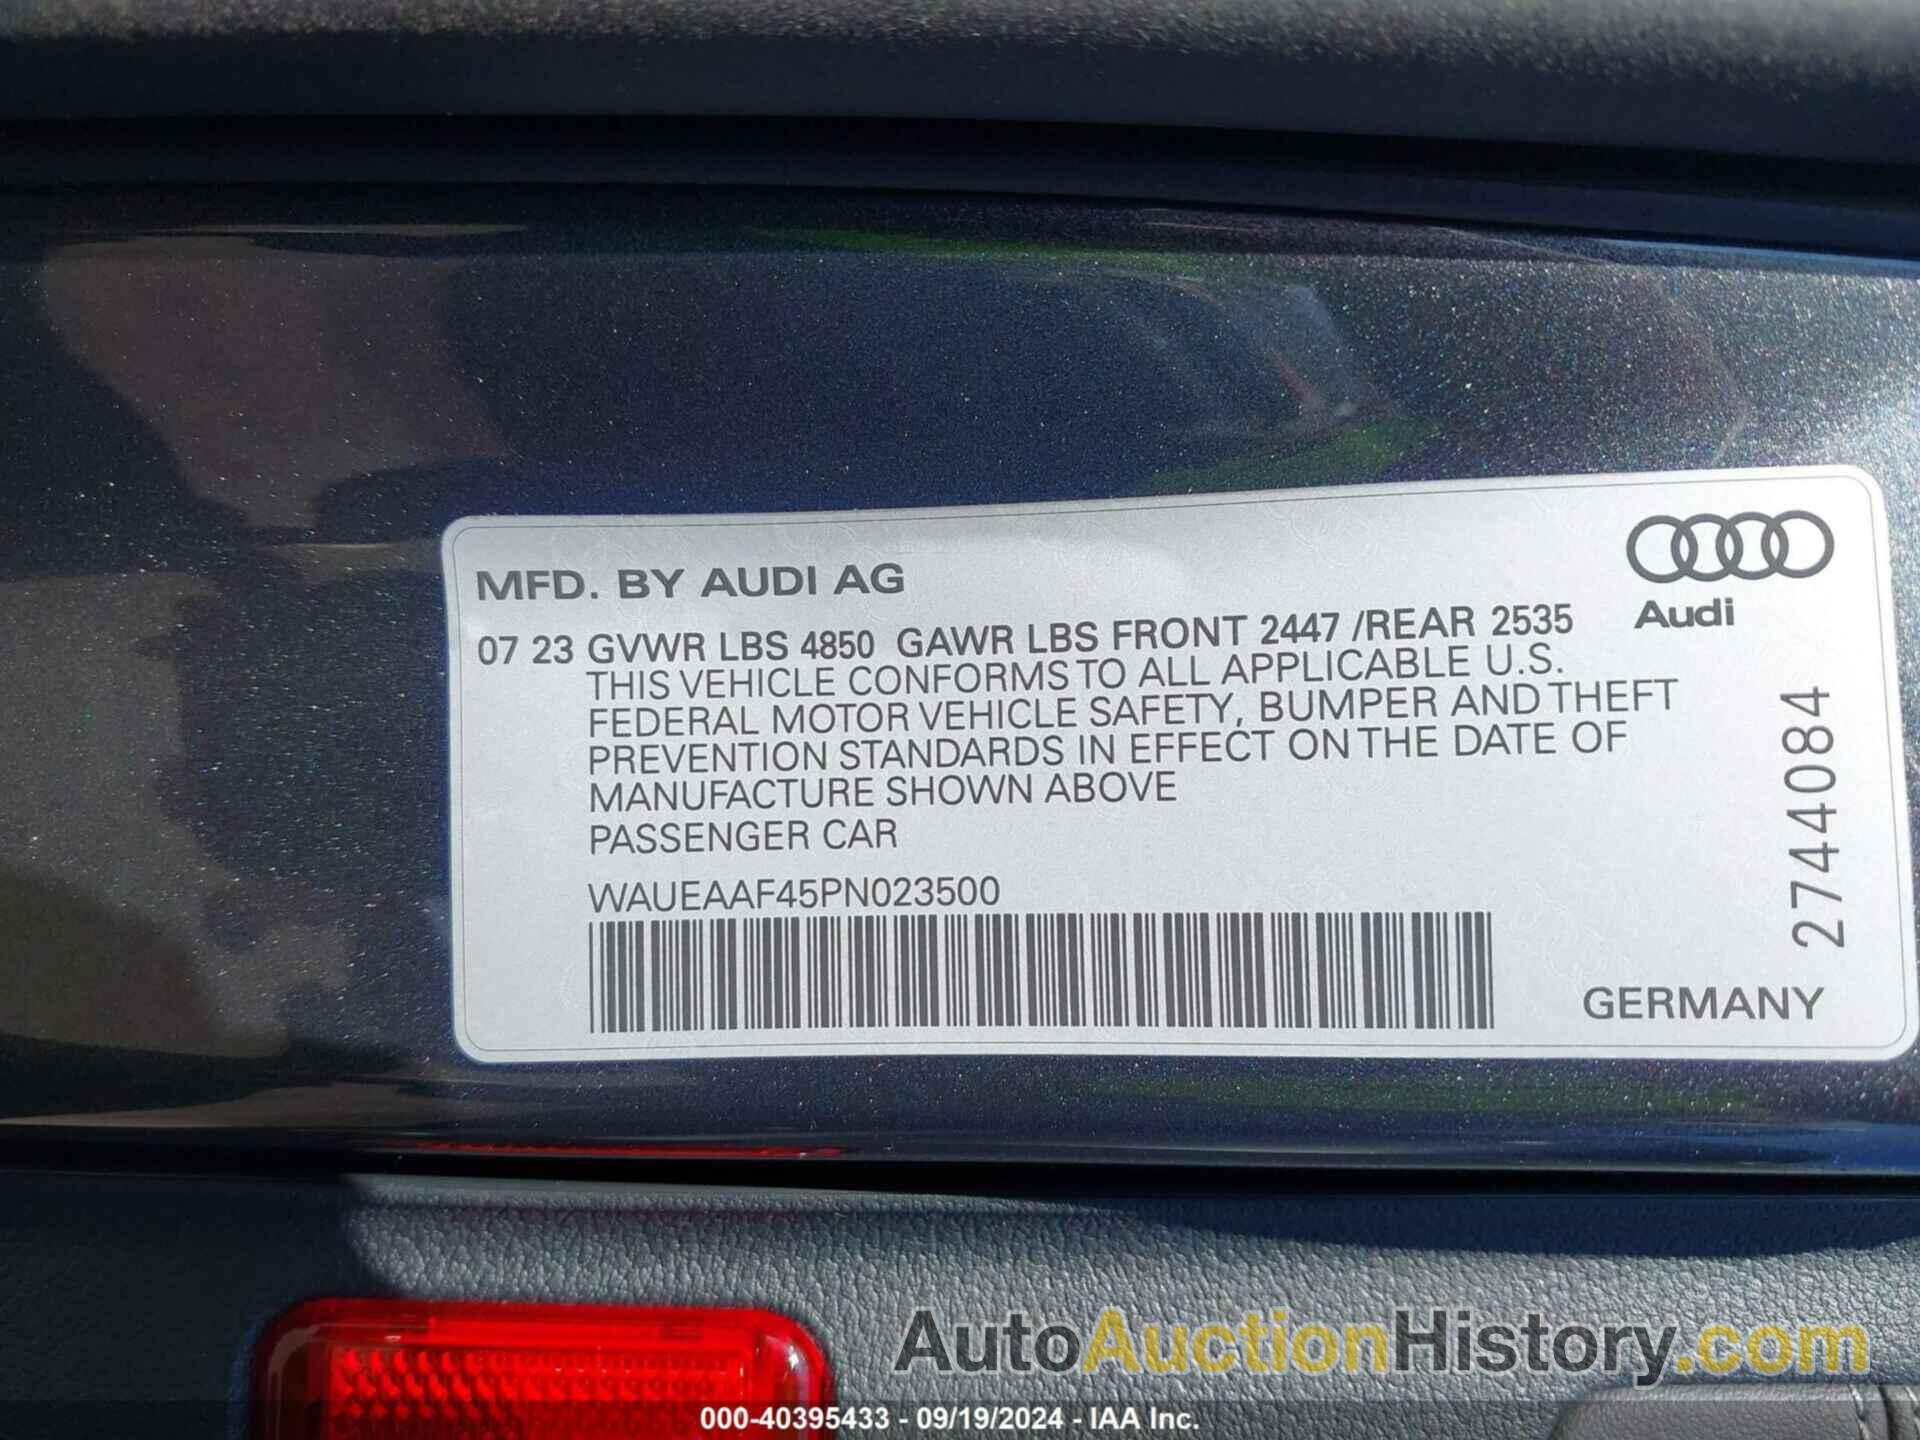 MFD. BY AUDI AG
Audi
07 23 GVWR LBS 4850 GAWR LBS FRONT 2447 /REAR 2535
THIS VEHICLE CONFORMS TO ALL APPLICABLE U.S.
FEDERAL MOTOR VEHICLE SAFETY, BUMPER AND THEFT
PREVENTION STANDARDS IN EFFECT ON THE DATE OF
MANUFACTURE SHOWN ABOVE
PASSENGER CAR
WAUEAAF45PN023500
2744084
GERMANY
AutoAuctionHistory.com
000-40395433 - 09/19/2024 - IAA Inc.